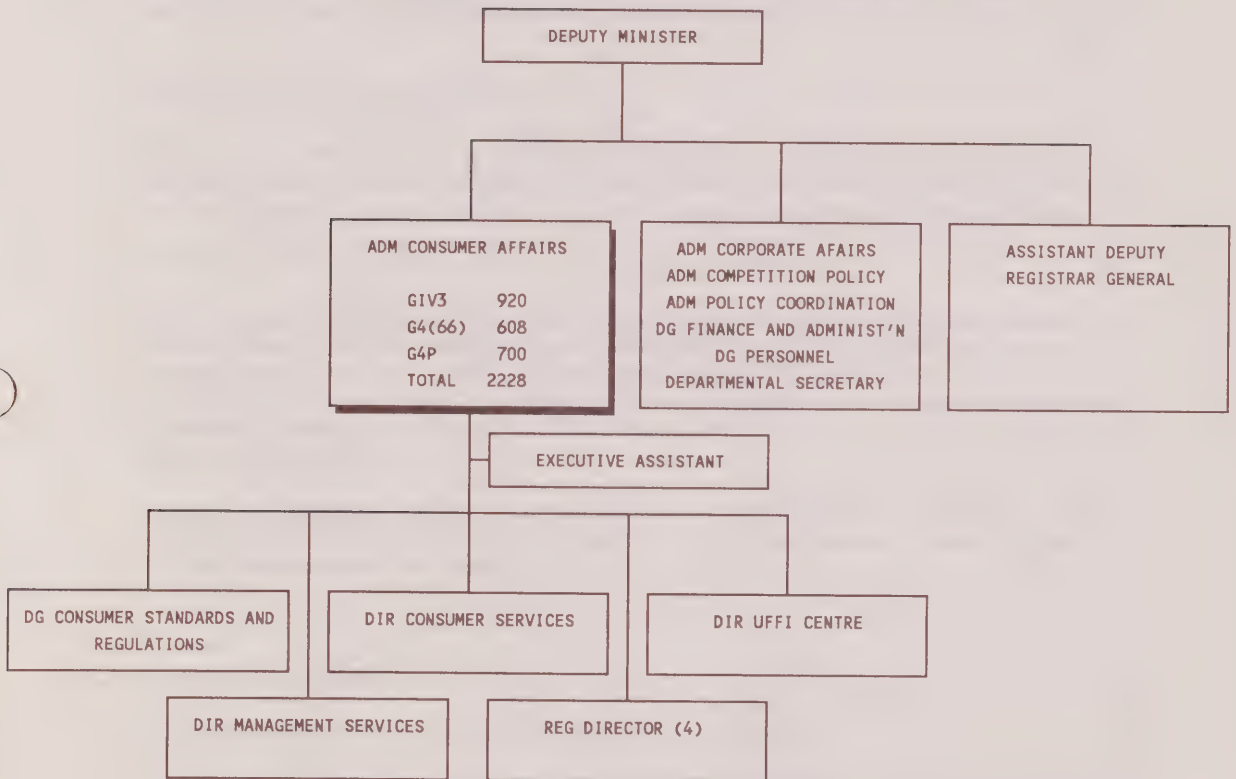 DEPUTY MINISTER
ADM CONSUMER AFFAIRS
GIV3 920
G4(66) 608
G4P 700
TOTAL 2228
ADM CORPORATE AFAIRS
ADM COMPETITION POLICY
ADM POLICY COORDINATION
DG FINANCE AND ADMINIST'N
DG PERSONNEL
DEPARTMENTAL SECRETARY
ASSISTANT DEPUTY
REGISTRAR GENERAL
EXECUTIVE ASSISTANT
DG CONSUMER STANDARDS AND
REGULATIONS
DIR CONSUMER SERVICES
DIR UFFI CENTRE
DIR MANAGEMENT SERVICES
REG DIRECTOR (4)